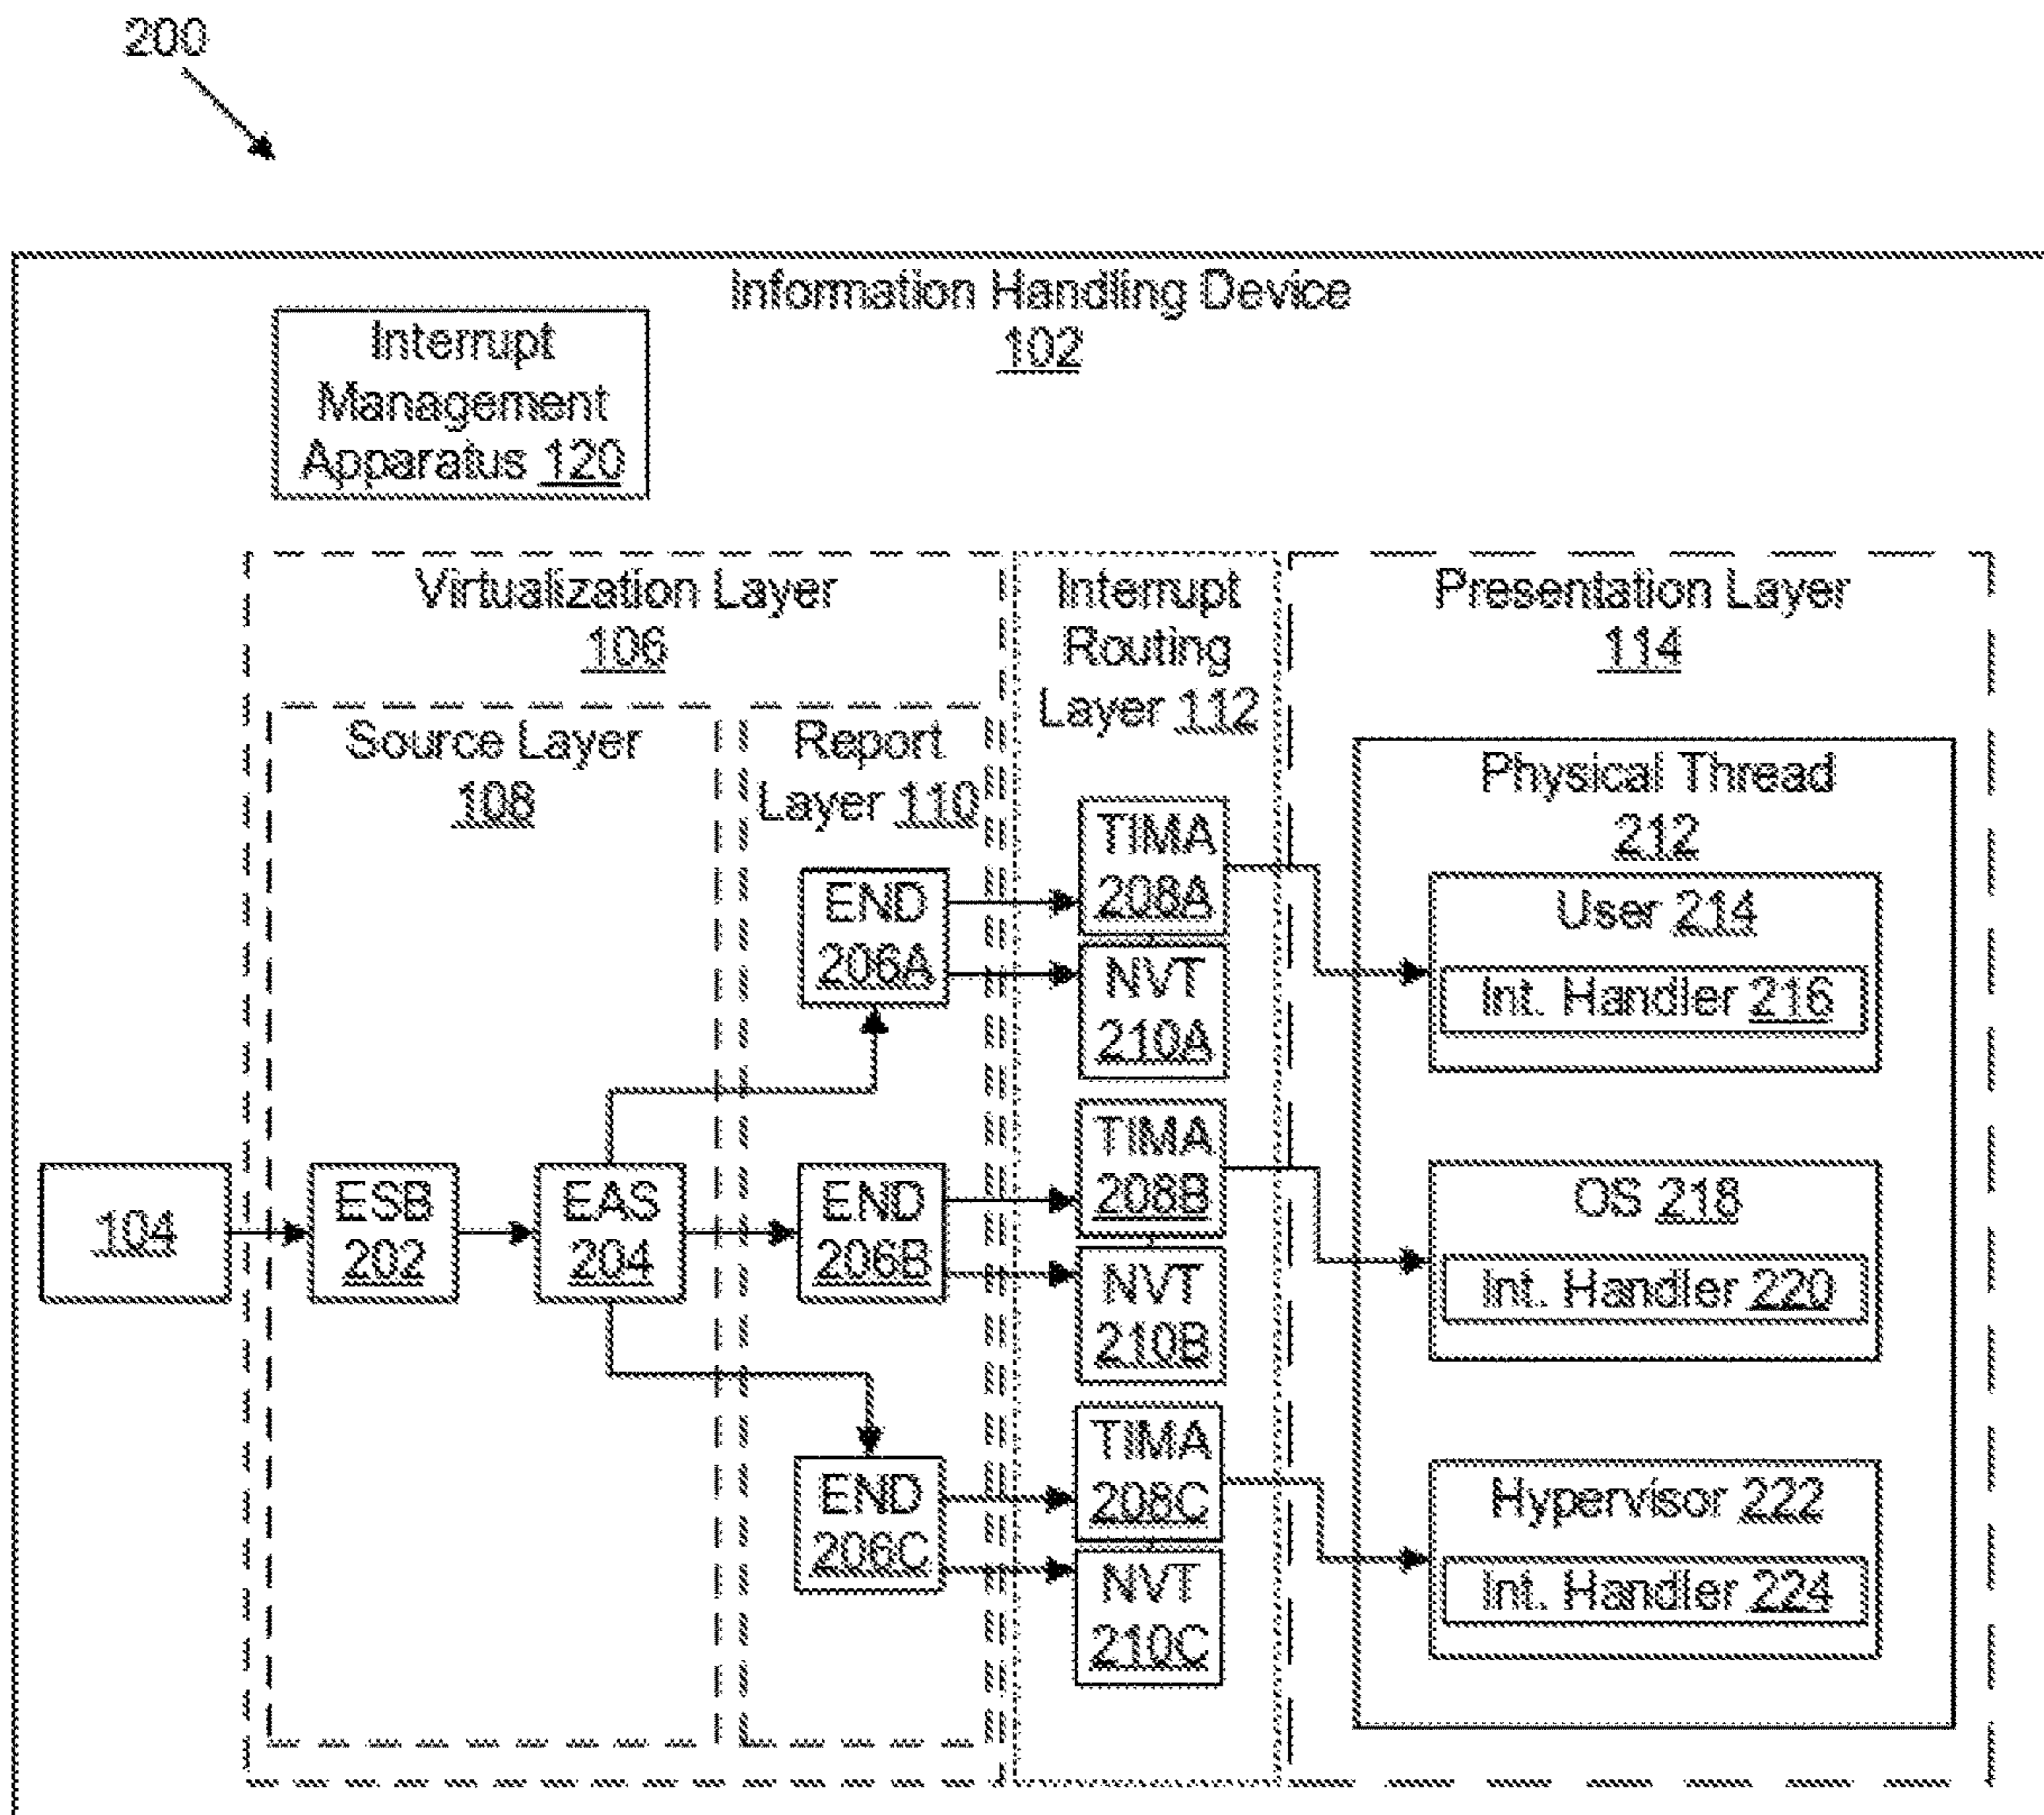 200
Information Handling Device
102
Interrupt
Management
Apparatus 120
Virtualization Layer
106
Interrupt
Routing
Layer 112
Presentation Layer
114
Source Layer
108
Report
Layer 110
Physical Thread
212
TIMA
208A
END
206A
NVT
210A
User 214
Int. Handler 216
104
ESB
202
EAS
204
END
206B
TIMA
208B
NVT
210B
OS 218
Int. Handler 220
END
206C
TIMA
208C
NVT
210C
Hypervisor 222
Int. Handler 224